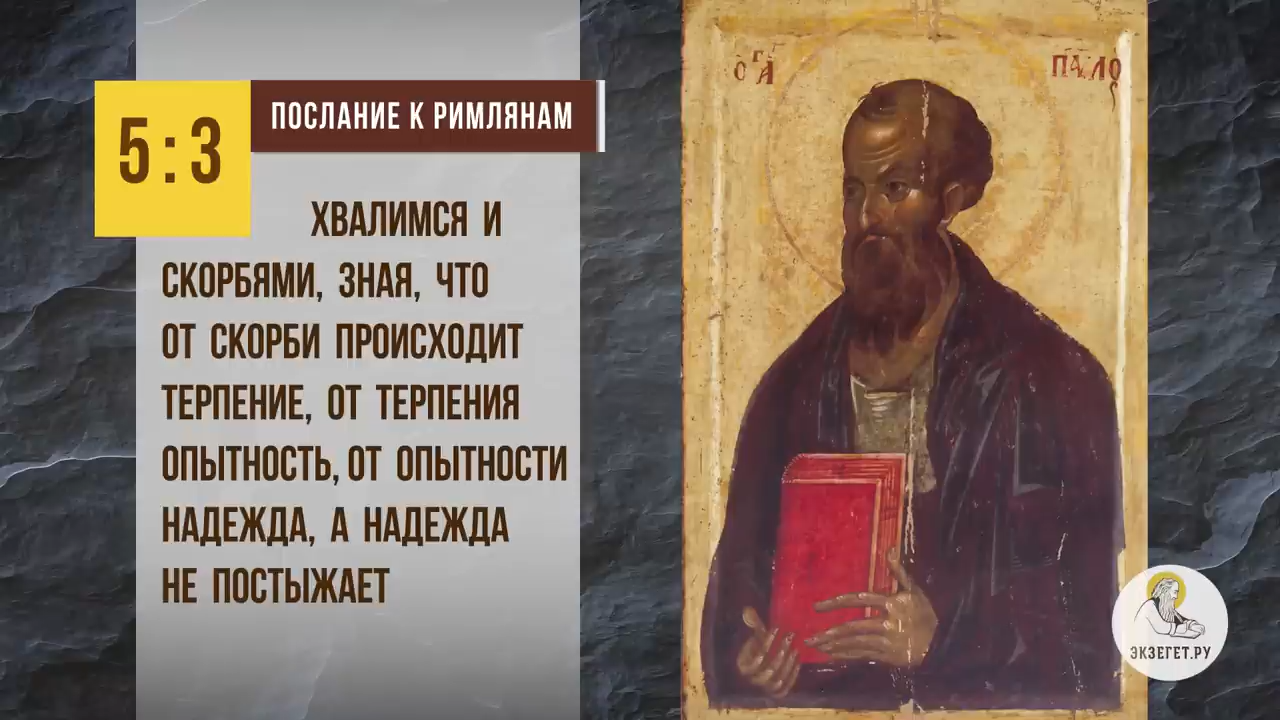 5:3
ПОСЛАНИЕ К РИМЛЯНАМ
ХВАЛИМСЯ И
СКОРБЯМИ, ЗНАЯ, ЧТО
ОТ СКОРБИ ПРОИСХОДИТ
ТЕРПЕНИЕ, ОТ ТЕРПЕНИЯ
ОПЫТНОСТЬ, ОТ ОПЫТНОСТИ
НАДЕЖДА, А НАДЕЖДА
НЕ ПОСТЫЖАЕТ
ЭКЗЕГЕТ.РУ